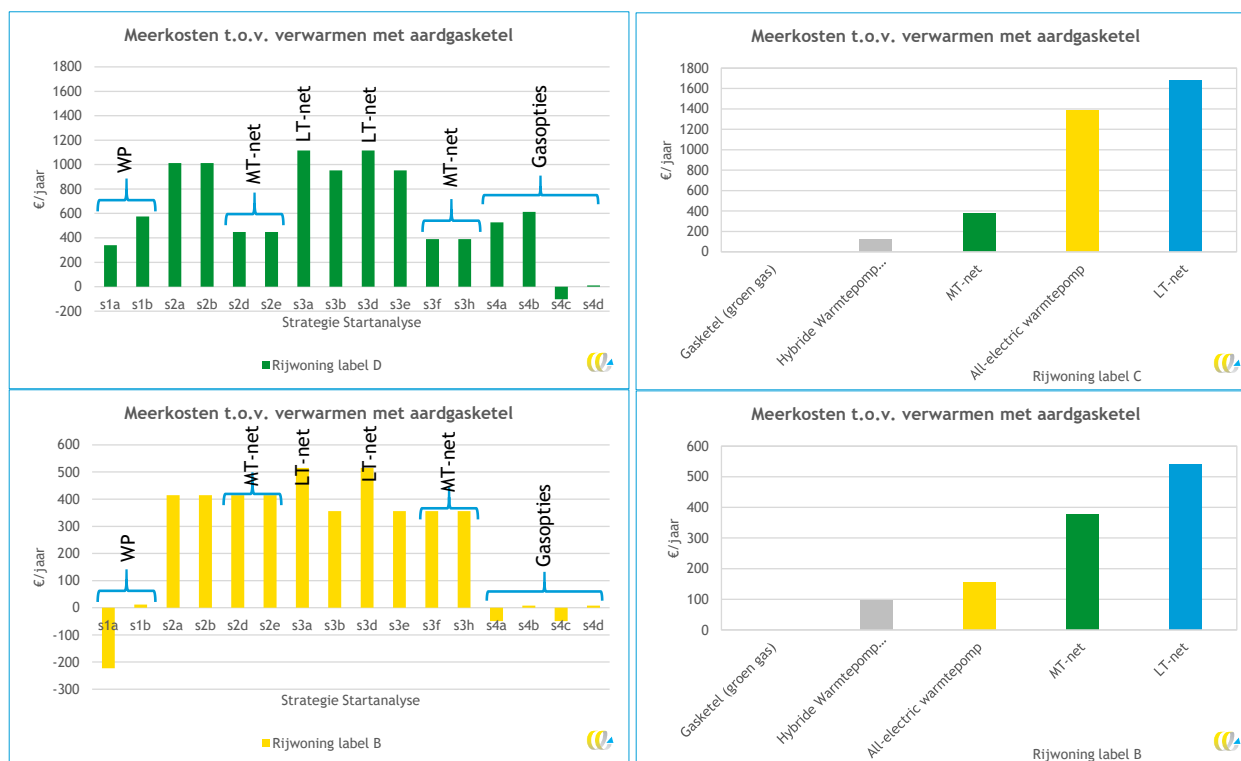 Meerkosten t.o.v. verwarmen met aardgasketel
€/jaar
1800
1600
1400
1200
1000
800
600
400
200
0
-200
WP
MT-net
LT-net
LT-net
MT-net
Gasopties
s1a s1b s2a s2b s2d s2e s3a s3b s3d s3e s3f s3h s4a s4b s4c s4d
Strategie Startanalyse
Rijwoning label D
Meerkosten t.o.v. verwarmen met aardgasketel
€/jaar
1800
1600
1400
1200
1000
800
600
400
200
0
Gasketel (groen gas)
Hybride Warmtepomp…
MT-net
All-electric warmtepomp
LT-net
Rijwoning label C
Meerkosten t.o.v. verwarmen met aardgasketel
€/jaar
600
500
400
300
200
100
0
-100
-200
-300
WP
MT-net
LT-net
LT-net
MT-net
Gasopties
s1a s1b s2a s2b s2d s2e s3a s3b s3d s3e s3f s3h s4a s4b s4c s4d
Strategie Startanalyse
Rijwoning label B
Meerkosten t.o.v. verwarmen met aardgasketel
€/jaar
600
500
400
300
200
100
0
Gasketel (groen gas)
Hybride Warmtepomp…
All-electric warmtepomp
MT-net
LT-net
Rijwoning label B